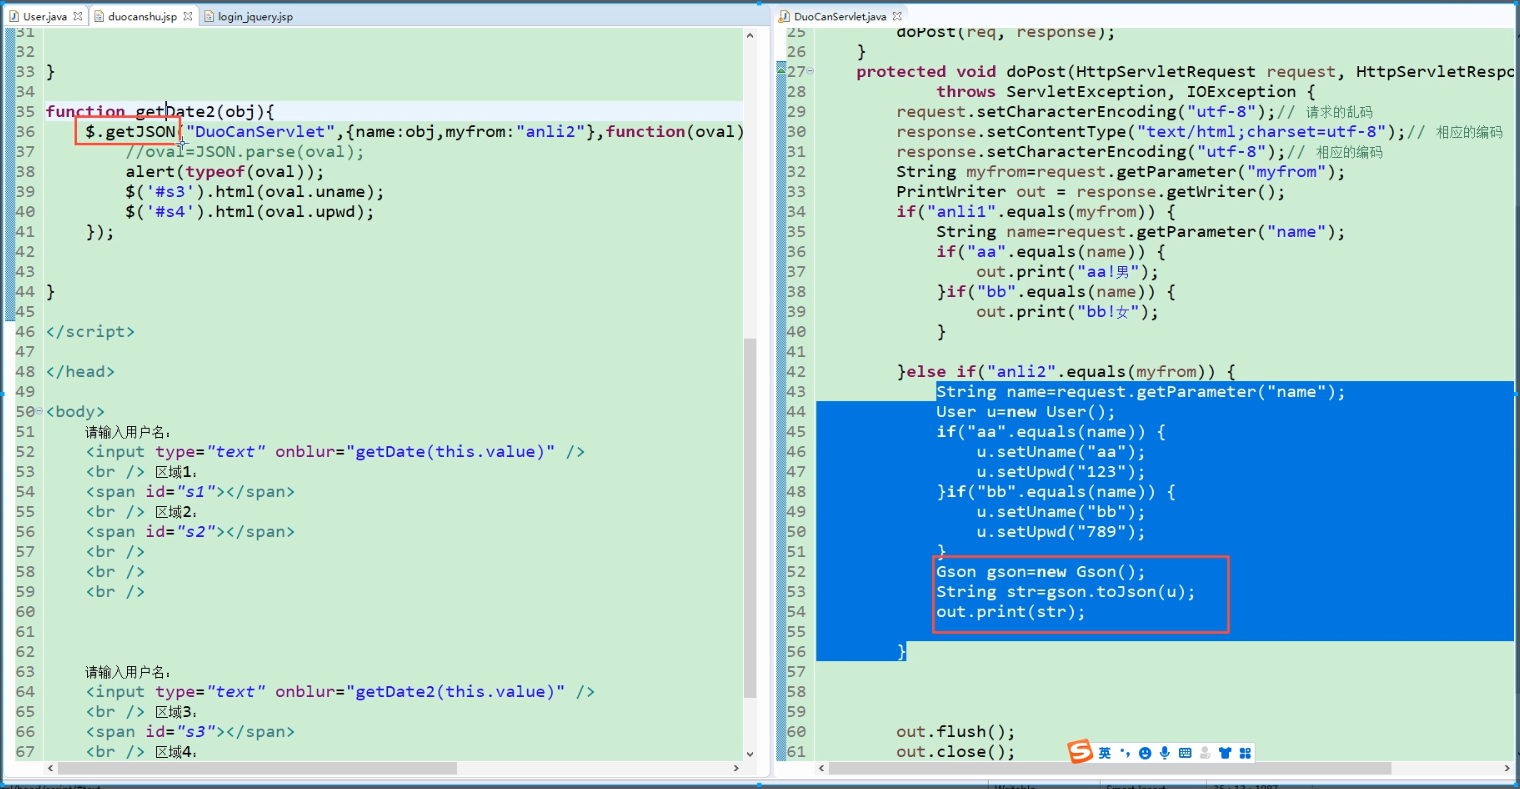 User.java
duocanshu.jsp
login_jquery.jsp
31
32
33 }
34
35 function getDate2(obj){
36 $.getJSON("DuoCanServlet",{name:obj,myfrom:"anli2"},function(oval)
37 //oval=JSON.parse(oval);
38 alert(typeof(oval));
39 $('#s3').html(oval.uname);
40 $('#s4').html(oval.upwd);
41 });
42
43
44 }
45
46 </script>
47
48 </head>
49
50 <body>
51 请输入用户名：
52 <input type="text" onblur="getDate(this.value)" />
53 <br /> 区域1：
54 <span id="s1"></span>
55 <br /> 区域2：
56 <span id="s2"></span>
57 <br />
58 <br />
59 <br />
60
61
62
63 请输入用户名：
64 <input type="text" onblur="getDate2(this.value)" />
65 <br /> 区域3：
66 <span id="s3"></span>
67 <br /> 区域4：
DuoCanServlet.java
25 doPost(req, response);
26 }
27 protected void doPost(HttpServletRequest request, HttpServletRespo
28 throws ServletException, IOException {
29 request.setCharacterEncoding("utf-8");// 请求的乱码
30 response.setContentType("text/html;charset=utf-8");// 相应的编码
31 response.setCharacterEncoding("utf-8");// 相应的编码
32 String myfrom=request.getParameter("myfrom");
33 PrintWriter out = response.getWriter();
34 if("anli1".equals(myfrom)) {
35 String name=request.getParameter("name");
36 if("aa".equals(name)) {
37 out.print("aa!男");
38 }if("bb".equals(name)) {
39 out.print("bb!女");
40 }
41
42 }else if("anli2".equals(myfrom)) {
43 String name=request.getParameter("name");
44 User u=new User();
45 if("aa".equals(name)) {
46 u.setUname("aa");
47 u.setUpwd("123");
48 }if("bb".equals(name)) {
49 u.setUname("bb");
50 u.setUpwd("789");
51 }
52 Gson gson=new Gson();
53 String str=gson.toJson(u);
54 out.print(str);
55
56 }
57
58
59
60 out.flush();
61 out.close();
英